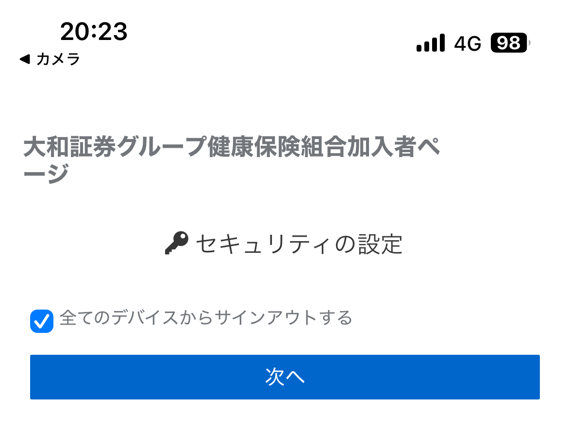 20:23
4G 98
◀ カメラ
大和証券グループ健康保険組合加入者ペ
ージ
セキュリティの設定
全てのデバイスからサインアウトする
次へ